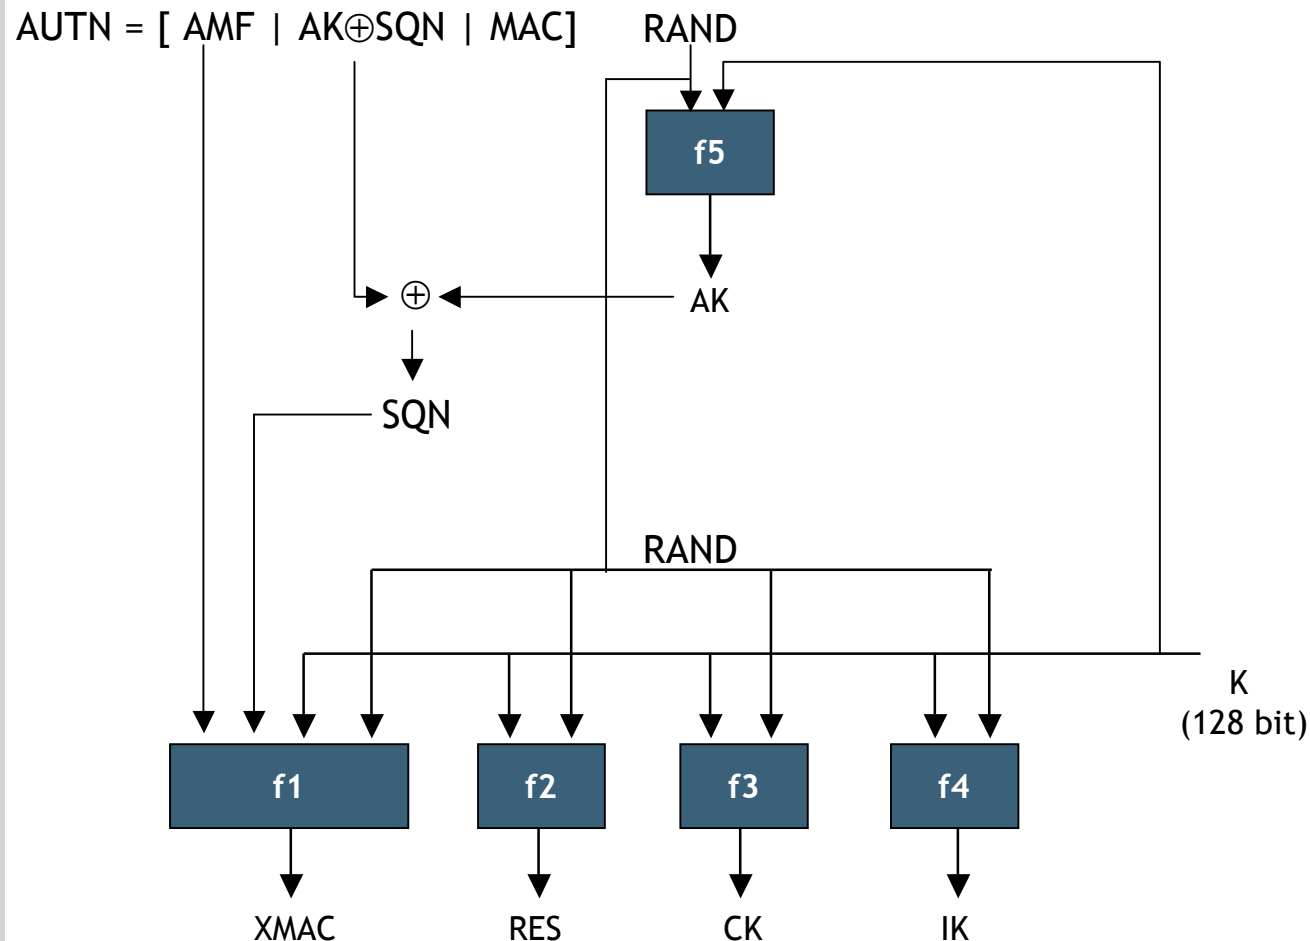 AUTN = [ AMF | AK⊕SQN | MAC]
RAND
f5
⊕
AK
SQN
RAND
K
(128 bit)
f1
f2
f3
f4
XMAC
RES
CK
IK